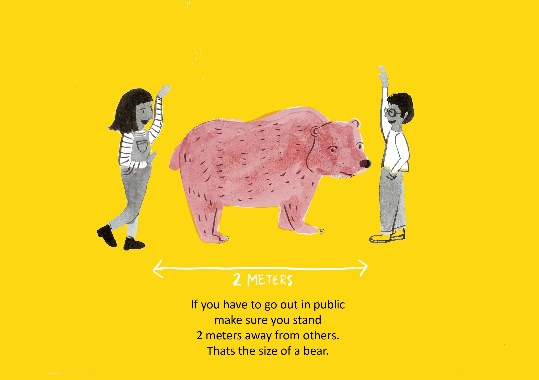 2 METERS
If you have to go out in public
make sure you stand
2 meters away from others.
Thats the size of a bear.